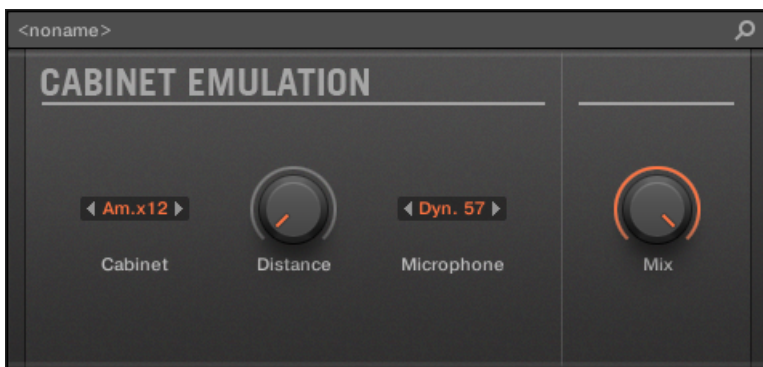 <noname>
CABINET EMULATION
Am.x12
Dyn. 57
Cabinet
Distance
Microphone
Mix